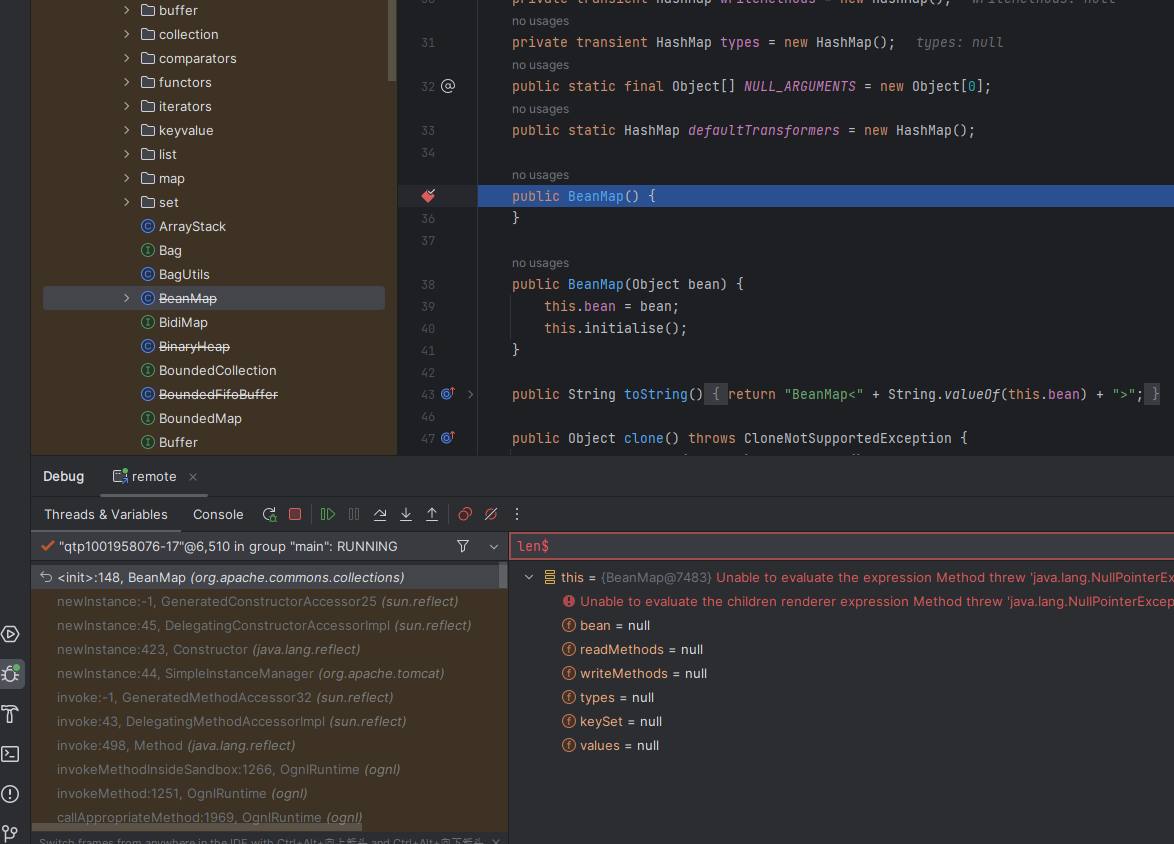 buffer
collection
comparators
functors
iterators
keyvalue
list
map
set
ArrayStack
Bag
BagUtils
BeanMap
BidiMap
BinaryHeap
BoundedCollection
BoundedFifoBuffer
BoundedMap
Buffer
private transient HashMap writeMethods = new HashMap(); writeMethods: null
no usages
31 private transient HashMap types = new HashMap(); types: null
no usages
32 public static final Object[] NULL_ARGUMENTS = new Object[0];
no usages
33 public static HashMap defaultTransformers = new HashMap();
34
no usages
public BeanMap() {
36 }
37
no usages
38 public BeanMap(Object bean) {
39 this.bean = bean;
40 this.initialise();
41 }
42
43 public String toString() { return "BeanMap<" + String.valueOf(this.bean) + ">"; }
46
47 public Object clone() throws CloneNotSupportedException {
Debug remote
Threads & Variables Console
"qtp1001958076-17"@6,510 in group "main": RUNNING
<init>:148, BeanMap (org.apache.commons.collections)
newInstance:-1, GeneratedConstructorAccessor25 (sun.reflect)
newInstance:45, DelegatingConstructorAccessorImpl (sun.reflect)
newInstance:423, Constructor (java.lang.reflect)
newInstance:44, SimpleInstanceManager (org.apache.tomcat)
invoke:-1, GeneratedMethodAccessor32 (sun.reflect)
invoke:43, DelegatingMethodAccessorImpl (sun.reflect)
invoke:498, Method (java.lang.reflect)
invokeMethodInsideSandbox:1266, OgnlRuntime (ognl)
invokeMethod:1251, OgnlRuntime (ognl)
callAppropriateMethod:1969, OgnlRuntime (ognl)
Switch frames from anywhere in the IDE with Ctrl+Alt+向上箭头 and Ctrl+Alt+向下箭头
len$
this = {BeanMap@7483} Unable to evaluate the expression Method threw 'java.lang.NullPointerEx
Unable to evaluate the children renderer expression Method threw 'java.lang.NullPointerExcep
bean = null
readMethods = null
writeMethods = null
types = null
keySet = null
values = null